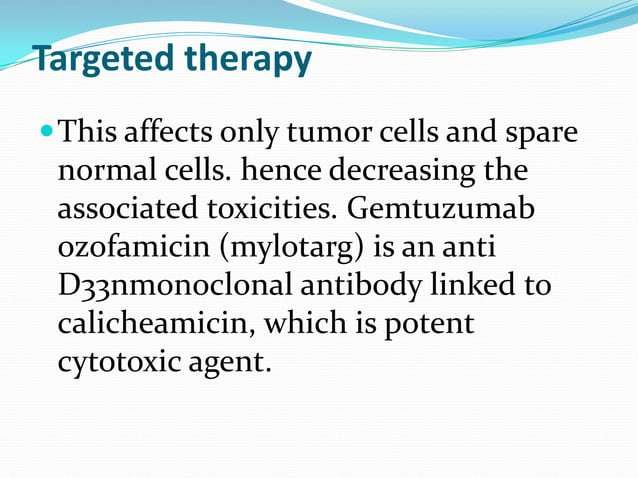 Targeted therapy
This affects only tumor cells and spare
normal cells. hence decreasing the
associated toxicities. Gemtuzumab
ozofamicin (mylotarg) is an anti
D33nmonoclonal antibody linked to
calicheamicin, which is potent
cytotoxic agent.